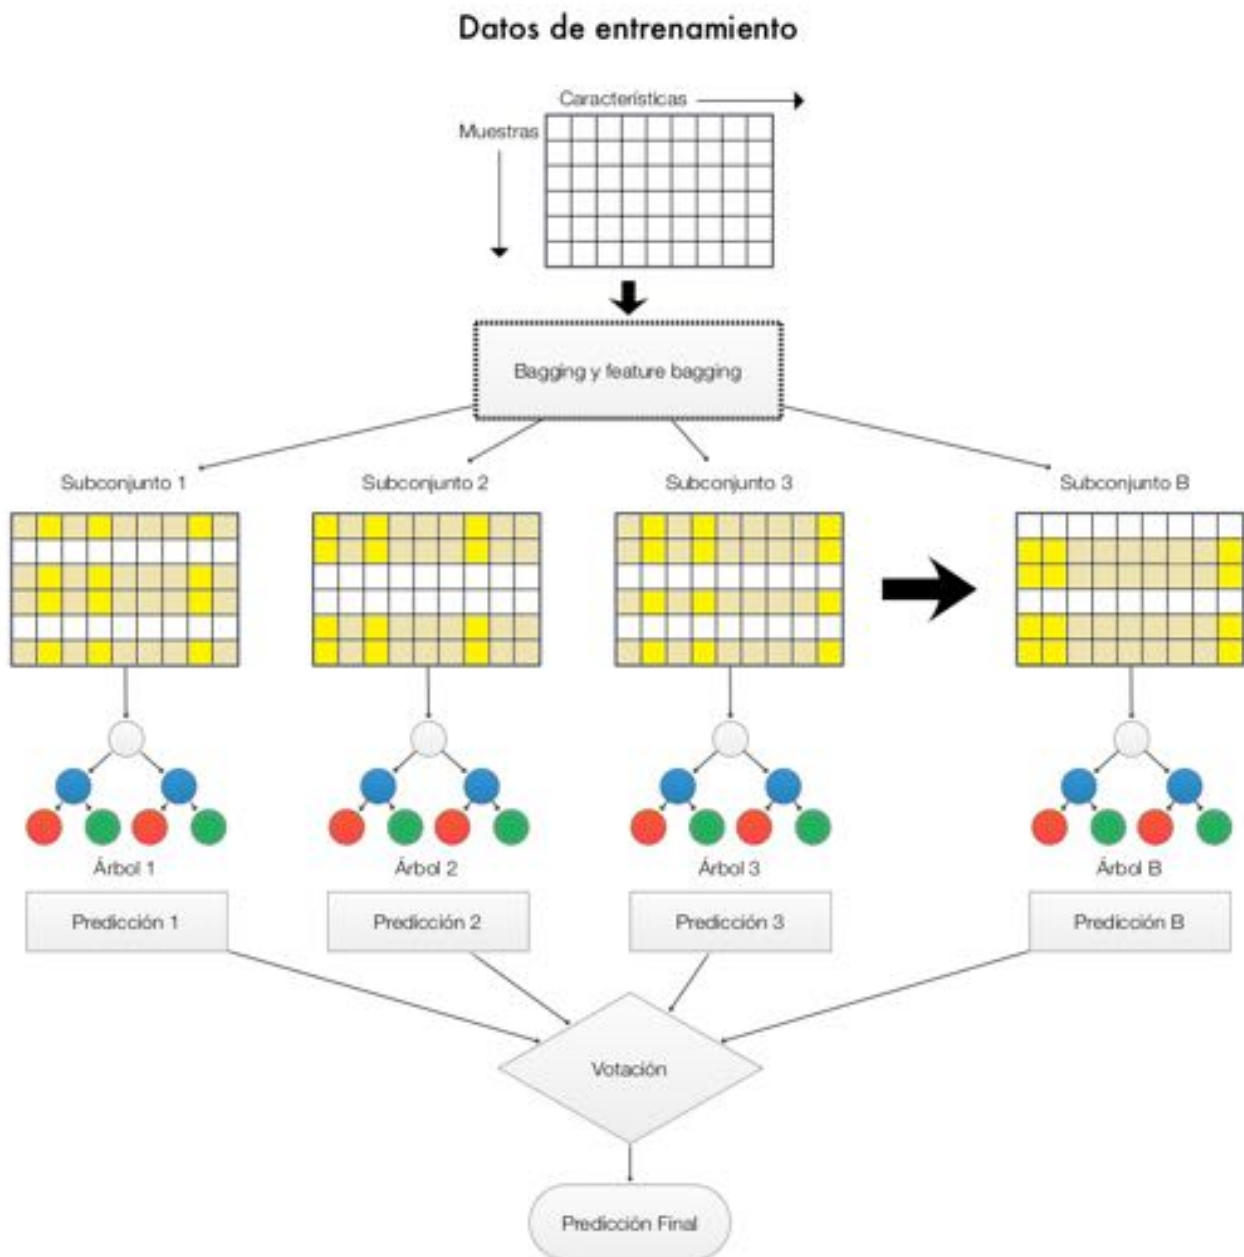 Datos de entrenamiento
Características
Muestras
Bagging y feature bagging
Subconjunto 1
Subconjunto 2
Subconjunto 3
Subconjunto B
Árbol 1
Árbol 2
Árbol 3
Árbol B
Predicción 1
Predicción 2
Predicción 3
Predicción B
Votación
Predicción Final